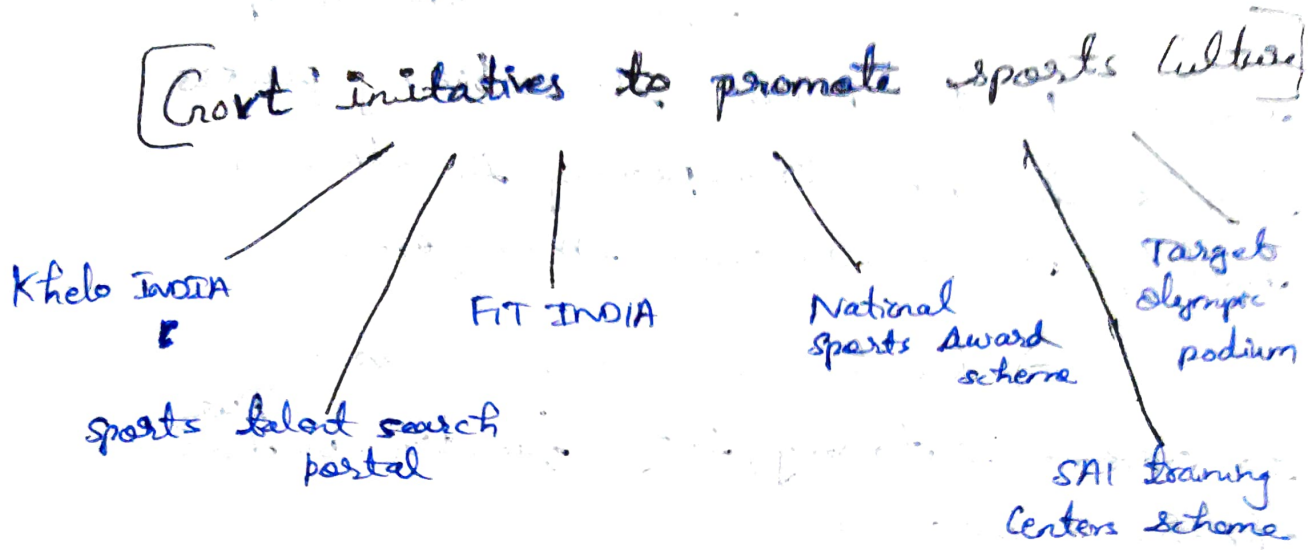 [Govt initatives to promote sports Culture]
Khelo INDIA
sports talent search
portal
FIT INDIA
National
sports Award
scheme
SAI training
Centers scheme
Target
olympic
podium